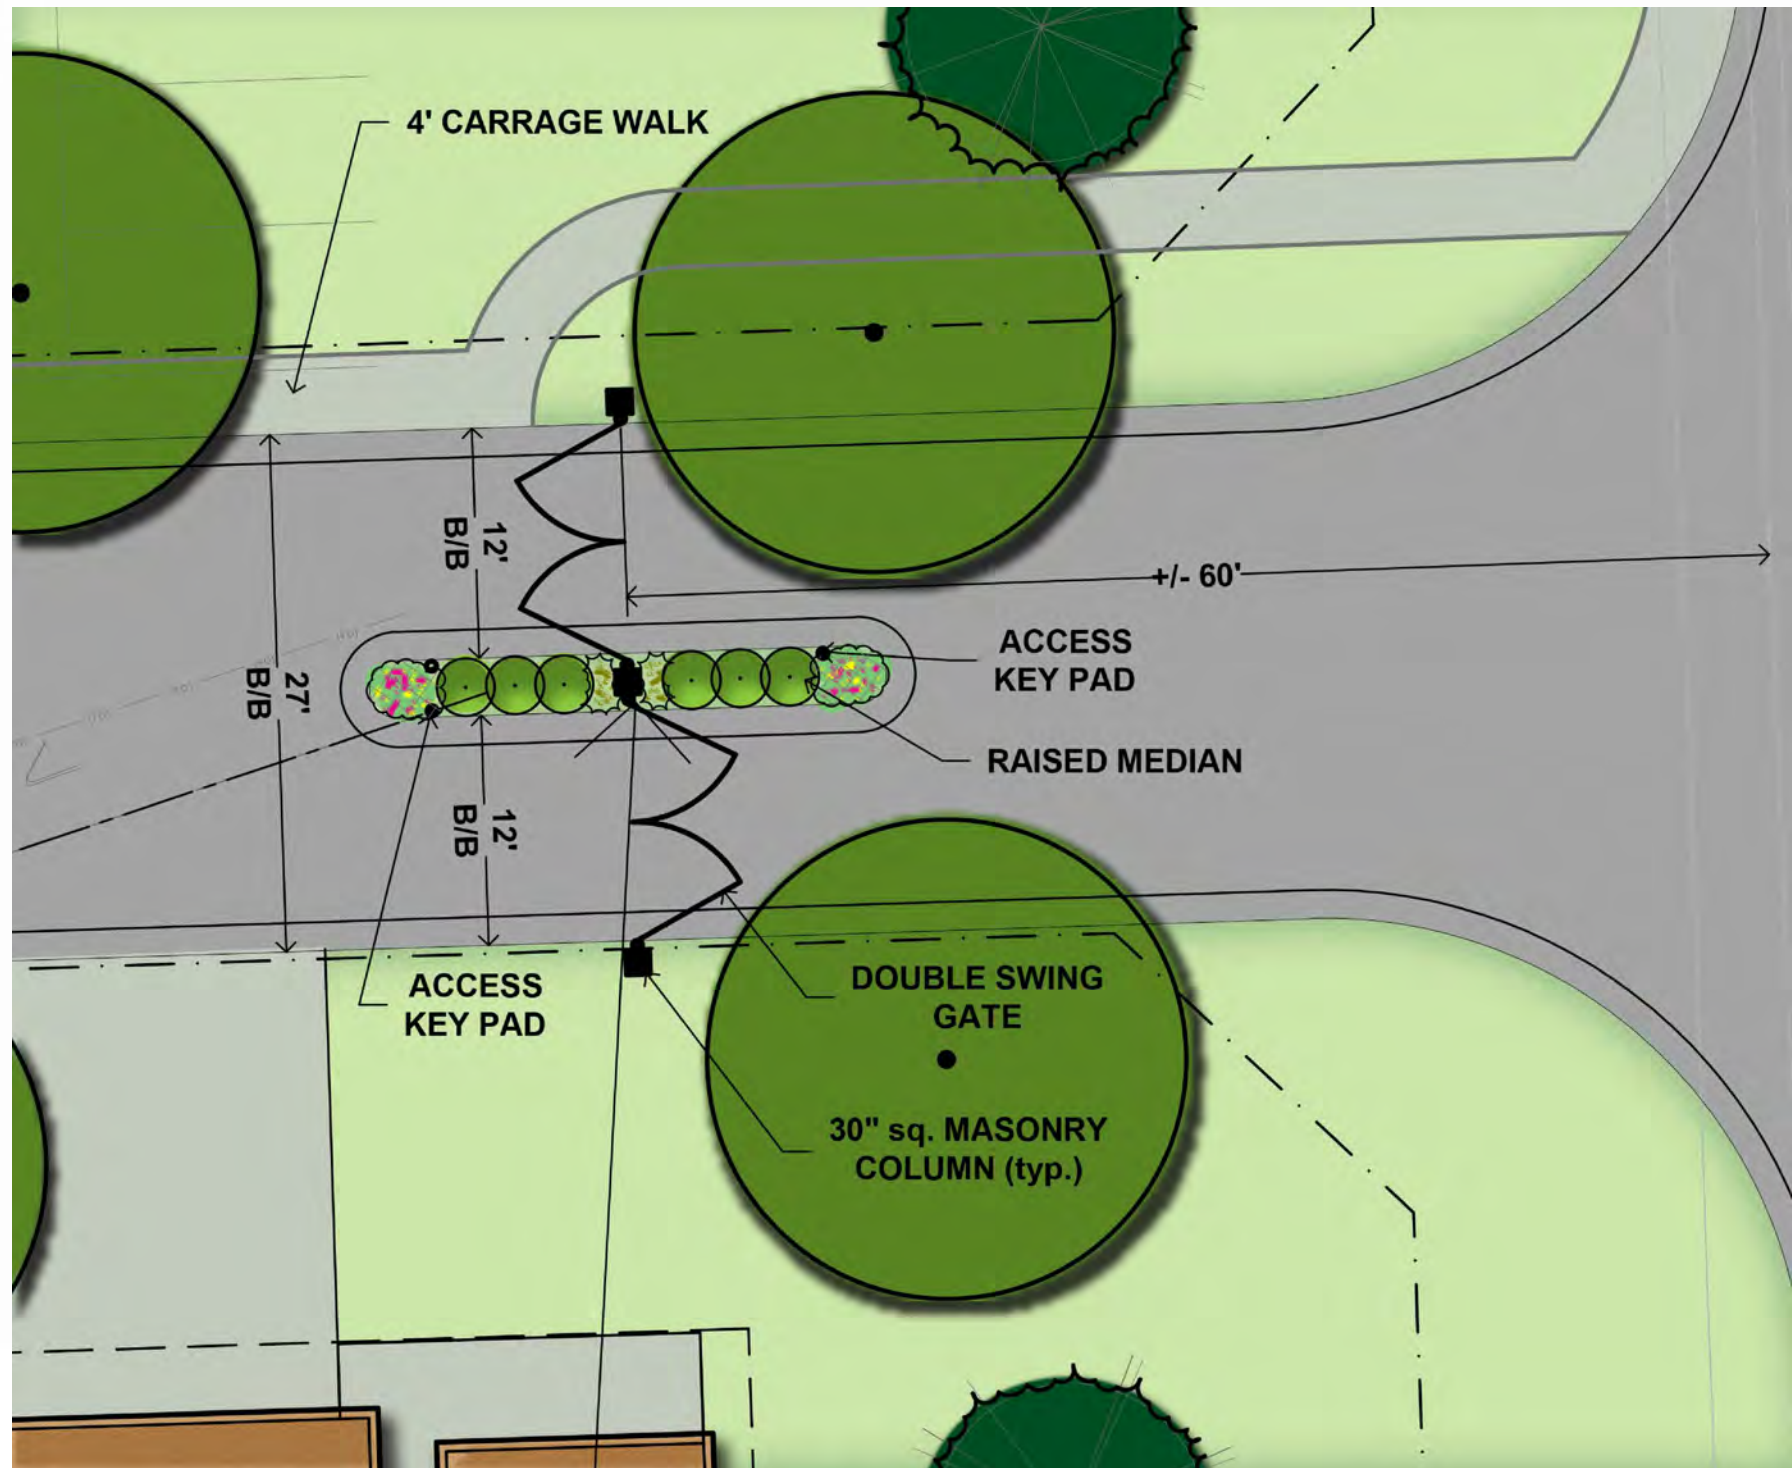 4' CARRAGE WALK
12'
B/B
+/- 60'
ACCESS
KEY PAD
27'
B/B
RAISED MEDIAN
12'
B/B
ACCESS
KEY PAD
DOUBLE SWING
GATE
30" sq. MASONRY
COLUMN (typ.)